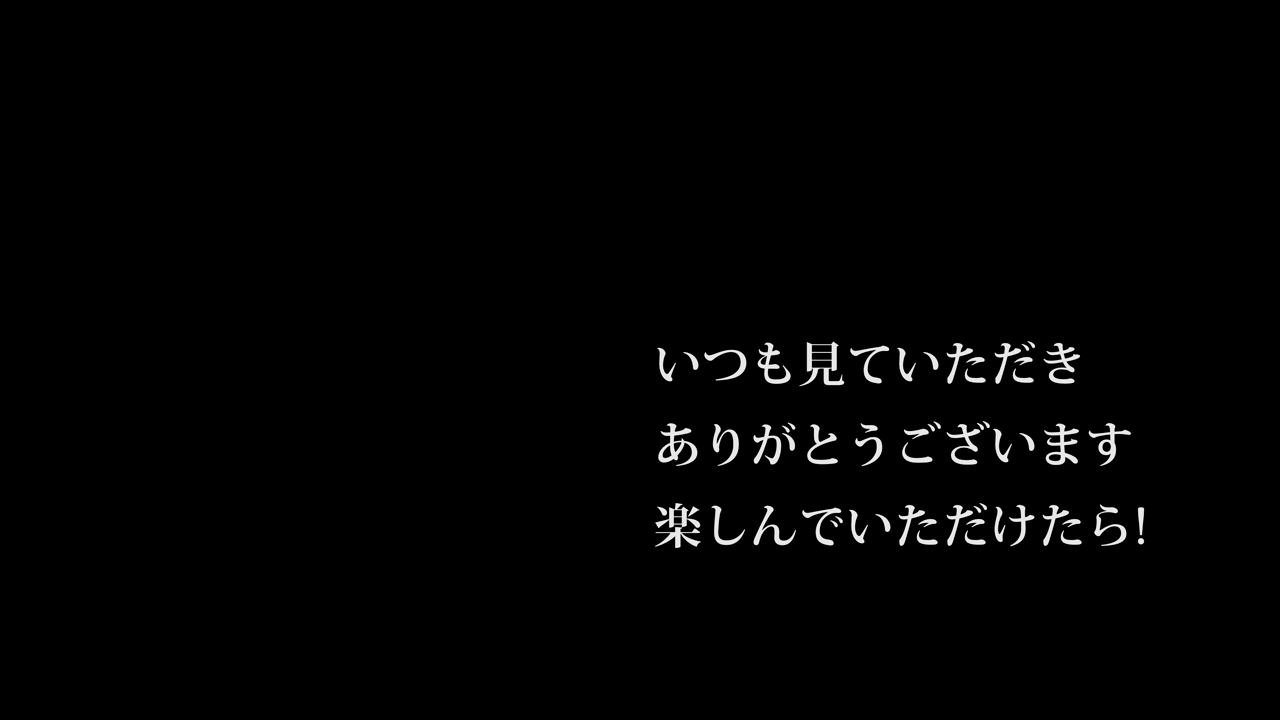 いつも見ていただき
ありがとうございます
楽しんでいただけたら!